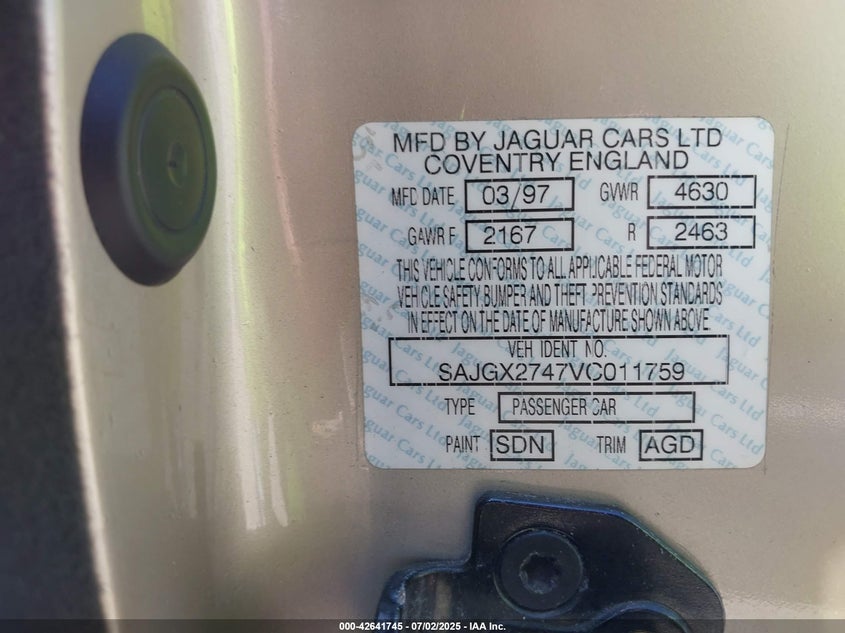 MFD BY JAGUAR CARS LTD
COVENTRY ENGLAND
MFD DATE 03/97 GVWR 4630
GAWR F 2167 R 2463
THIS VEHICLE CONFORMS TO ALL APPLICABLE FEDERAL MOTOR
VEHICLE SAFETY, BUMPER AND THEFT PREVENTION STANDARDS
IN EFFECT ON THE DATE OF MANUFACTURE SHOWN ABOVE.
VEH IDENT NO.
SAJGX2747VC011759
TYPE PASSENGER CAR
PAINT SDN TRIM AGD
000-42641745 - 07/02/2025 - IAA Inc.